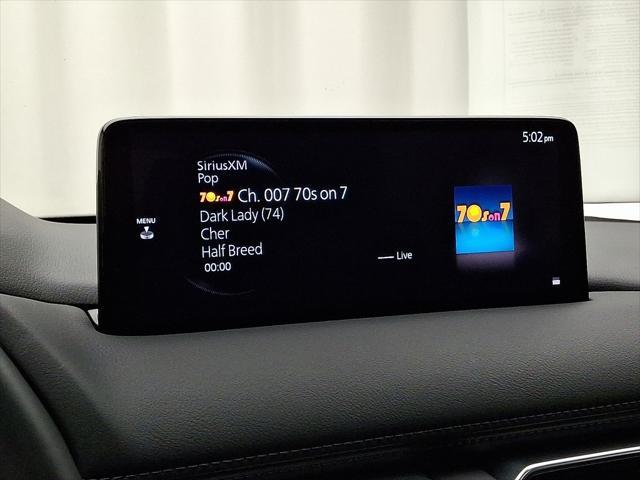 5:02pm
SiriusXM
Pop
70s on 7 Ch. 007 70s on 7
Dark Lady (74)
Cher
Half Breed
00:00
MENU
Live
70s on 7